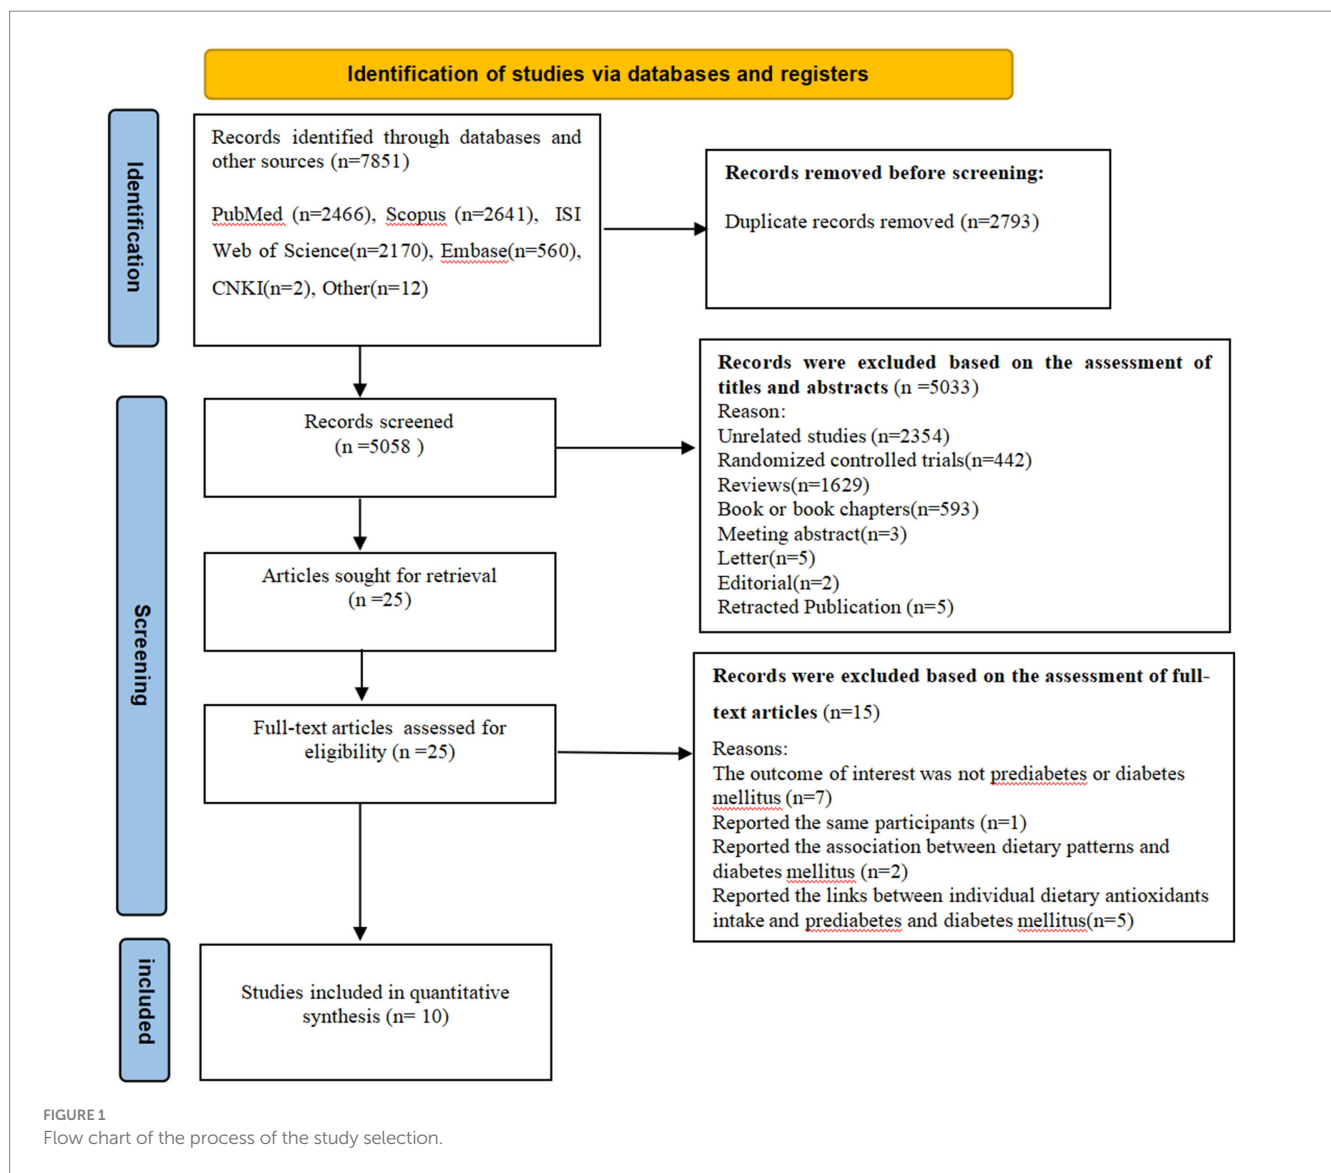 Identification of studies via databases and registers
Identification
Records identified through databases and
other sources (n=7851)
PubMed (n=2466), Scopus (n=2641), ISI
Web of Science(n=2170), Embase(n=560),
CNKI(n=2), Other(n=12)
Records removed before screening:
Duplicate records removed (n=2793)
Screening
Records screened
(n =5058 )
Records were excluded based on the assessment of
titles and abstracts (n =5033)
Reason:
Unrelated studies (n=2354)
Randomized controlled trials(n=442)
Reviews(n=1629)
Book or book chapters(n=593)
Meeting abstract(n=3)
Letter(n=5)
Editorial(n=2)
Retracted Publication (n=5)
Articles sought for retrieval
(n =25)
Full-text articles assessed for
eligibility (n =25)
Records were excluded based on the assessment of full-
text articles (n=15)
Reasons:
The outcome of interest was not prediabetes or diabetes
mellitus (n=7)
Reported the same participants (n=1)
Reported the association between dietary patterns and
diabetes mellitus (n=2)
Reported the links between individual dietary antioxidants
intake and prediabetes and diabetes mellitus(n=5)
included
Studies included in quantitative
synthesis (n= 10)
FIGURE 1
Flow chart of the process of the study selection.